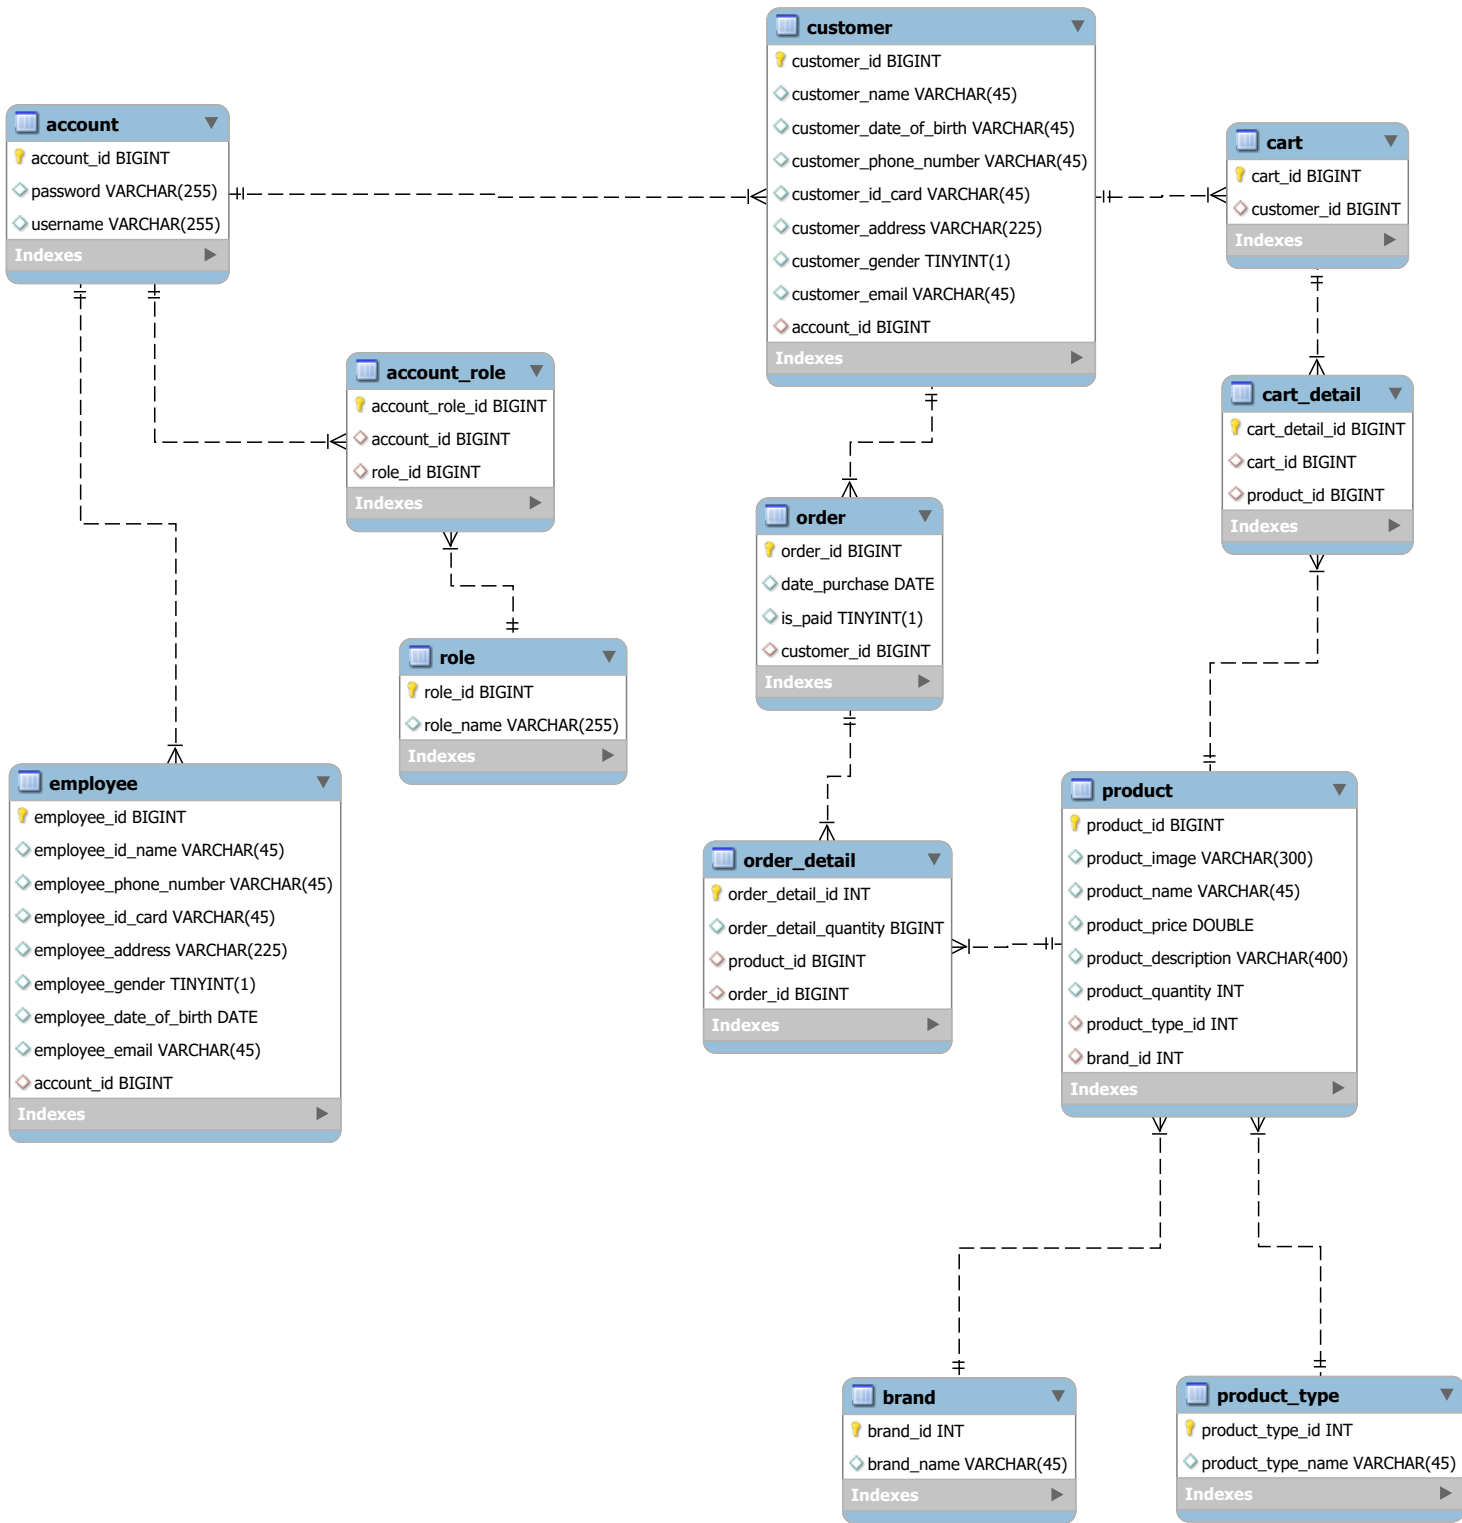 customer
customer_id BIGINT
customer_name VARCHAR(45)
customer_date_of_birth VARCHAR(45)
customer_phone_number VARCHAR(45)
customer_id_card VARCHAR(45)
customer_address VARCHAR(225)
customer_gender TINYINT(1)
customer_email VARCHAR(45)
account_id BIGINT
Indexes
account
account_id BIGINT
password VARCHAR(255)
username VARCHAR(255)
Indexes
cart
cart_id BIGINT
customer_id BIGINT
Indexes
account_role
account_role_id BIGINT
account_id BIGINT
role_id BIGINT
Indexes
cart_detail
cart_detail_id BIGINT
cart_id BIGINT
product_id BIGINT
Indexes
order
order_id BIGINT
date_purchase DATE
is_paid TINYINT(1)
customer_id BIGINT
Indexes
role
role_id BIGINT
role_name VARCHAR(255)
Indexes
employee
employee_id BIGINT
employee_id_name VARCHAR(45)
employee_phone_number VARCHAR(45)
employee_id_card VARCHAR(45)
employee_address VARCHAR(225)
employee_gender TINYINT(1)
employee_date_of_birth DATE
employee_email VARCHAR(45)
account_id BIGINT
Indexes
order_detail
order_detail_id INT
order_detail_quantity BIGINT
product_id BIGINT
order_id BIGINT
Indexes
product
product_id BIGINT
product_image VARCHAR(300)
product_name VARCHAR(45)
product_price DOUBLE
product_description VARCHAR(400)
product_quantity INT
product_type_id INT
brand_id INT
Indexes
brand
brand_id INT
brand_name VARCHAR(45)
Indexes
product_type
product_type_id INT
product_type_name VARCHAR(45)
Indexes